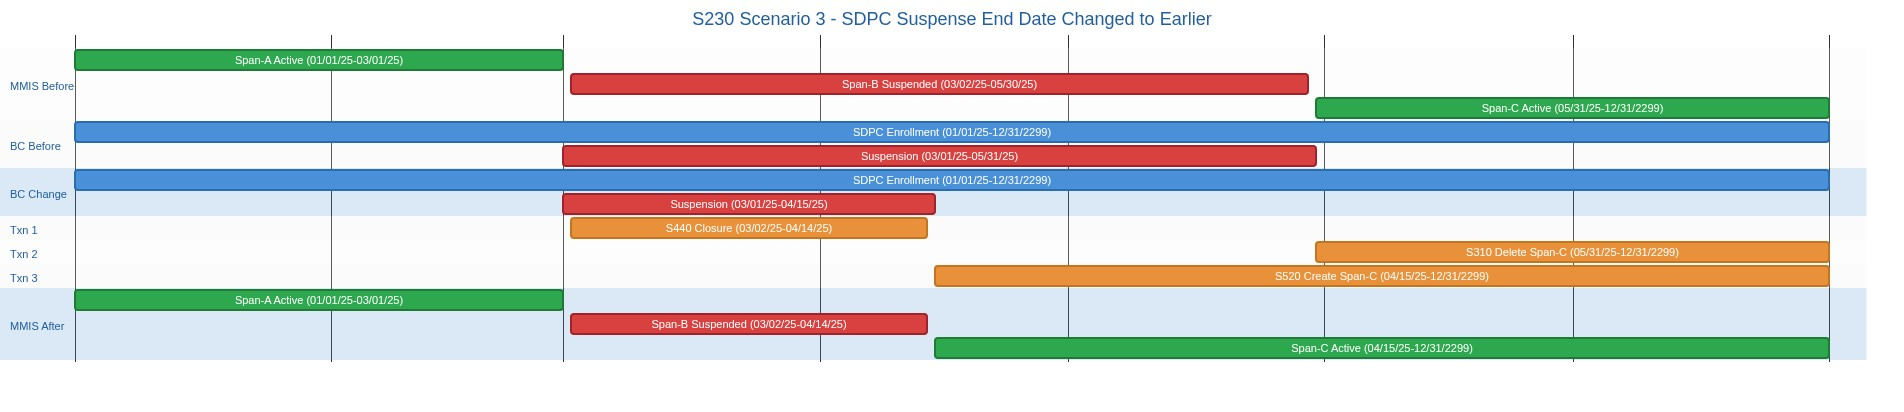 S230 Scenario 3 - SDPC Suspense End Date Changed to Earlier
Span-A Active (01/01/25-03/01/25)
MMIS Before
Span-B Suspended (03/02/25-05/30/25)
Span-C Active (05/31/25-12/31/2299)
SDPC Enrollment (01/01/25-12/31/2299)
BC Before
Suspension (03/01/25-05/31/25)
SDPC Enrollment (01/01/25-12/31/2299)
BC Change
Suspension (03/01/25-04/15/25)
Txn 1
S440 Closure (03/02/25-04/14/25)
Txn 2
S310 Delete Span-C (05/31/25-12/31/2299)
Txn 3
S520 Create Span-C (04/15/25-12/31/2299)
Span-A Active (01/01/25-03/01/25)
MMIS After
Span-B Suspended (03/02/25-04/14/25)
Span-C Active (04/15/25-12/31/2299)